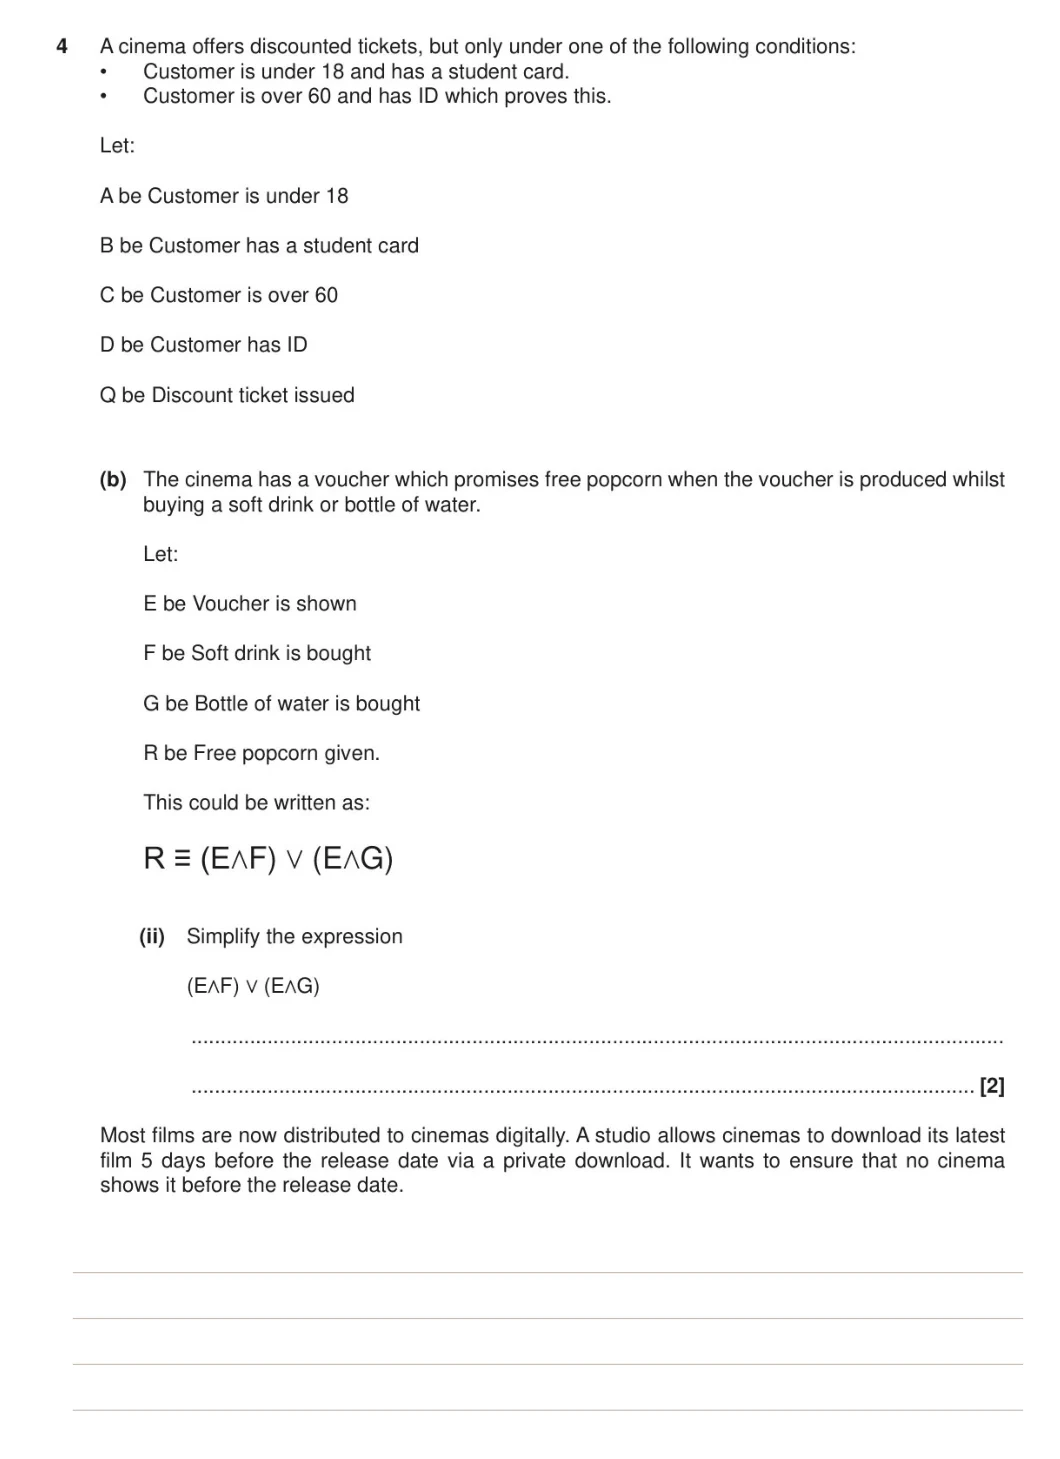 4 A cinema offers discounted tickets, but only under one of the following conditions:
• Customer is under 18 and has a student card.
• Customer is over 60 and has ID which proves this.
Let:
A be Customer is under 18
B be Customer has a student card
C be Customer is over 60
D be Customer has ID
Q be Discount ticket issued
(b) The cinema has a voucher which promises free popcorn when the voucher is produced whilst
buying a soft drink or bottle of water.
Let:
E be Voucher is shown
F be Soft drink is bought
G be Bottle of water is bought
R be Free popcorn given.
This could be written as:
R ≡ (E∧F) ∨ (E∧G)
(ii) Simplify the expression
(E∧F) ∨ (E∧G)
[2]
Most films are now distributed to cinemas digitally. A studio allows cinemas to download its latest
film 5 days before the release date via a private download. It wants to ensure that no cinema
shows it before the release date.